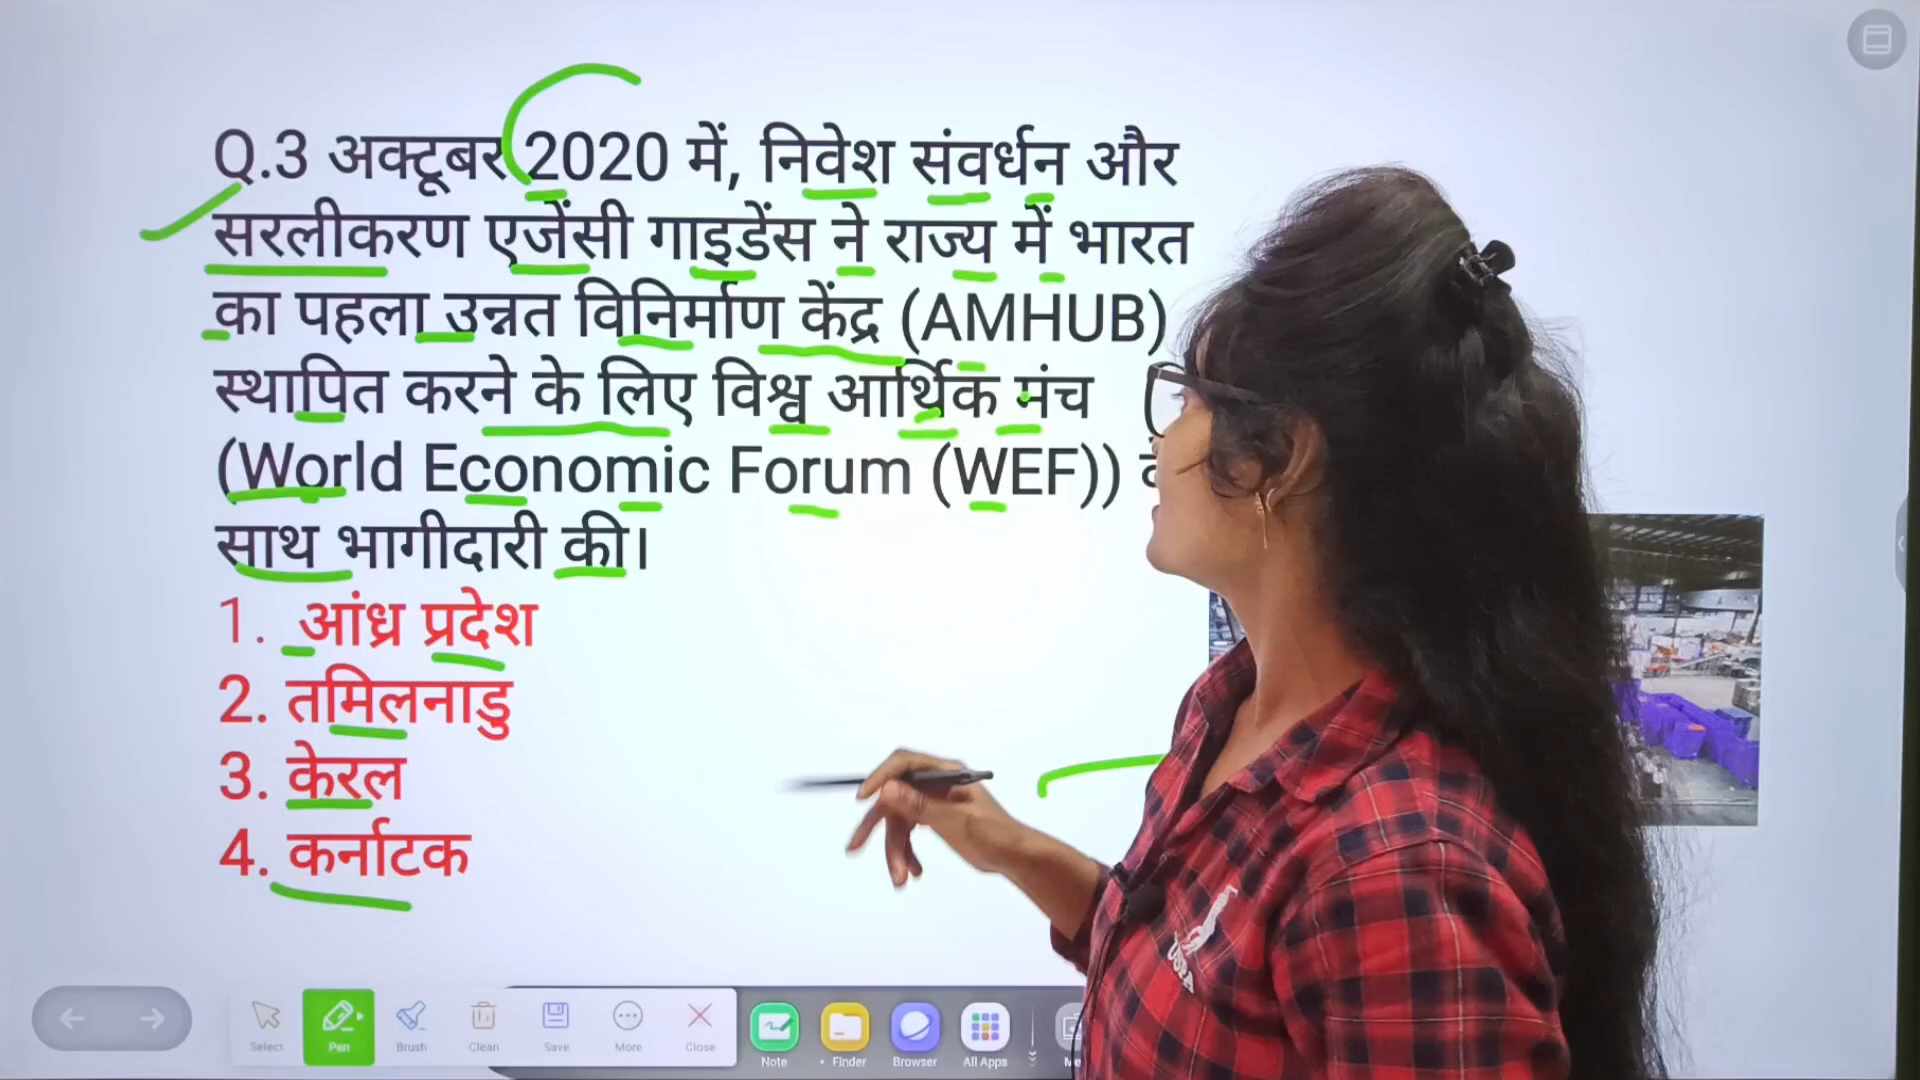 Q.3 अक्टूबर 2020 में, निवेश संवर्धन और
सरलीकरण एजेंसी गाइडेंस ने राज्य में भारत
का पहला उन्नत विनिर्माण केंद्र (AMHUB)
स्थापित करने के लिए विश्व आर्थिक मंच
(World Economic Forum (WEF))
साथ भागीदारी की।
1. आंध्र प्रदेश
2. तमिलनाडु
3. केरल
4. कर्नाटक
Select Pen Brush Clean Save More Close Note Finder Browser All Apps